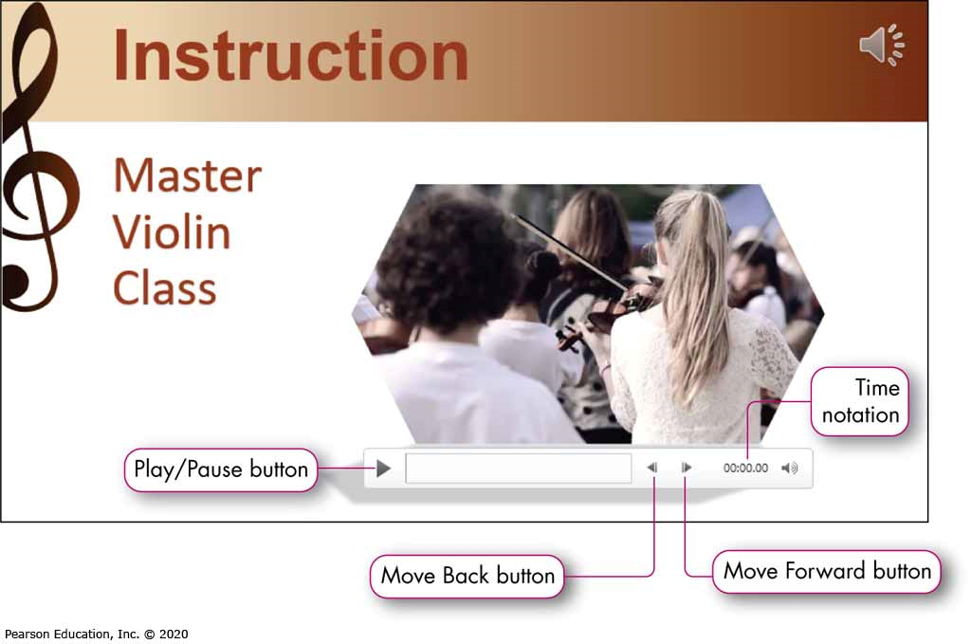 Instruction
Master
Violin
Class
Time
notation
Play/Pause button
00:00.00
Move Back button
Move Forward button
Pearson Education, Inc. © 2020